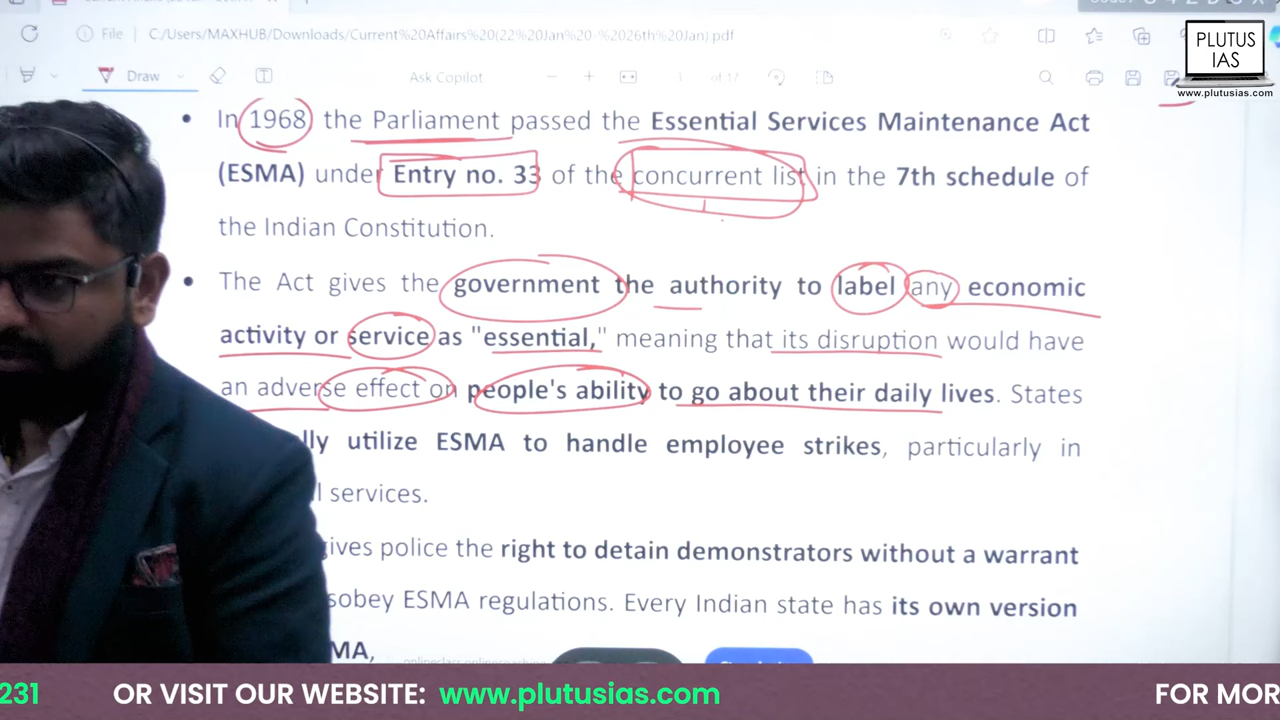 File
C:/Users/MAXHUB/Downloads/Current%20Affairs%20(22%20Jan%20-%2026th%20Jan).pdf
Draw
Ask Copilot
1 of 17
PLUTUS
IAS
www.plutusias.com
• In 1968 the Parliament passed the Essential Services Maintenance Act
(ESMA) under Entry no. 33 of the concurrent list in the 7th schedule of
the Indian Constitution.
• The Act gives the government the authority to label any economic
activity or service as "essential," meaning that its disruption would have
an adverse effect on people's ability to go about their daily lives. States
lly utilize ESMA to handle employee strikes, particularly in
l services.
gives police the right to detain demonstrators without a warrant
sobey ESMA regulations. Every Indian state has its own version
MA,
231 OR VISIT OUR WEBSITE: www.plutusias.com FOR MOR